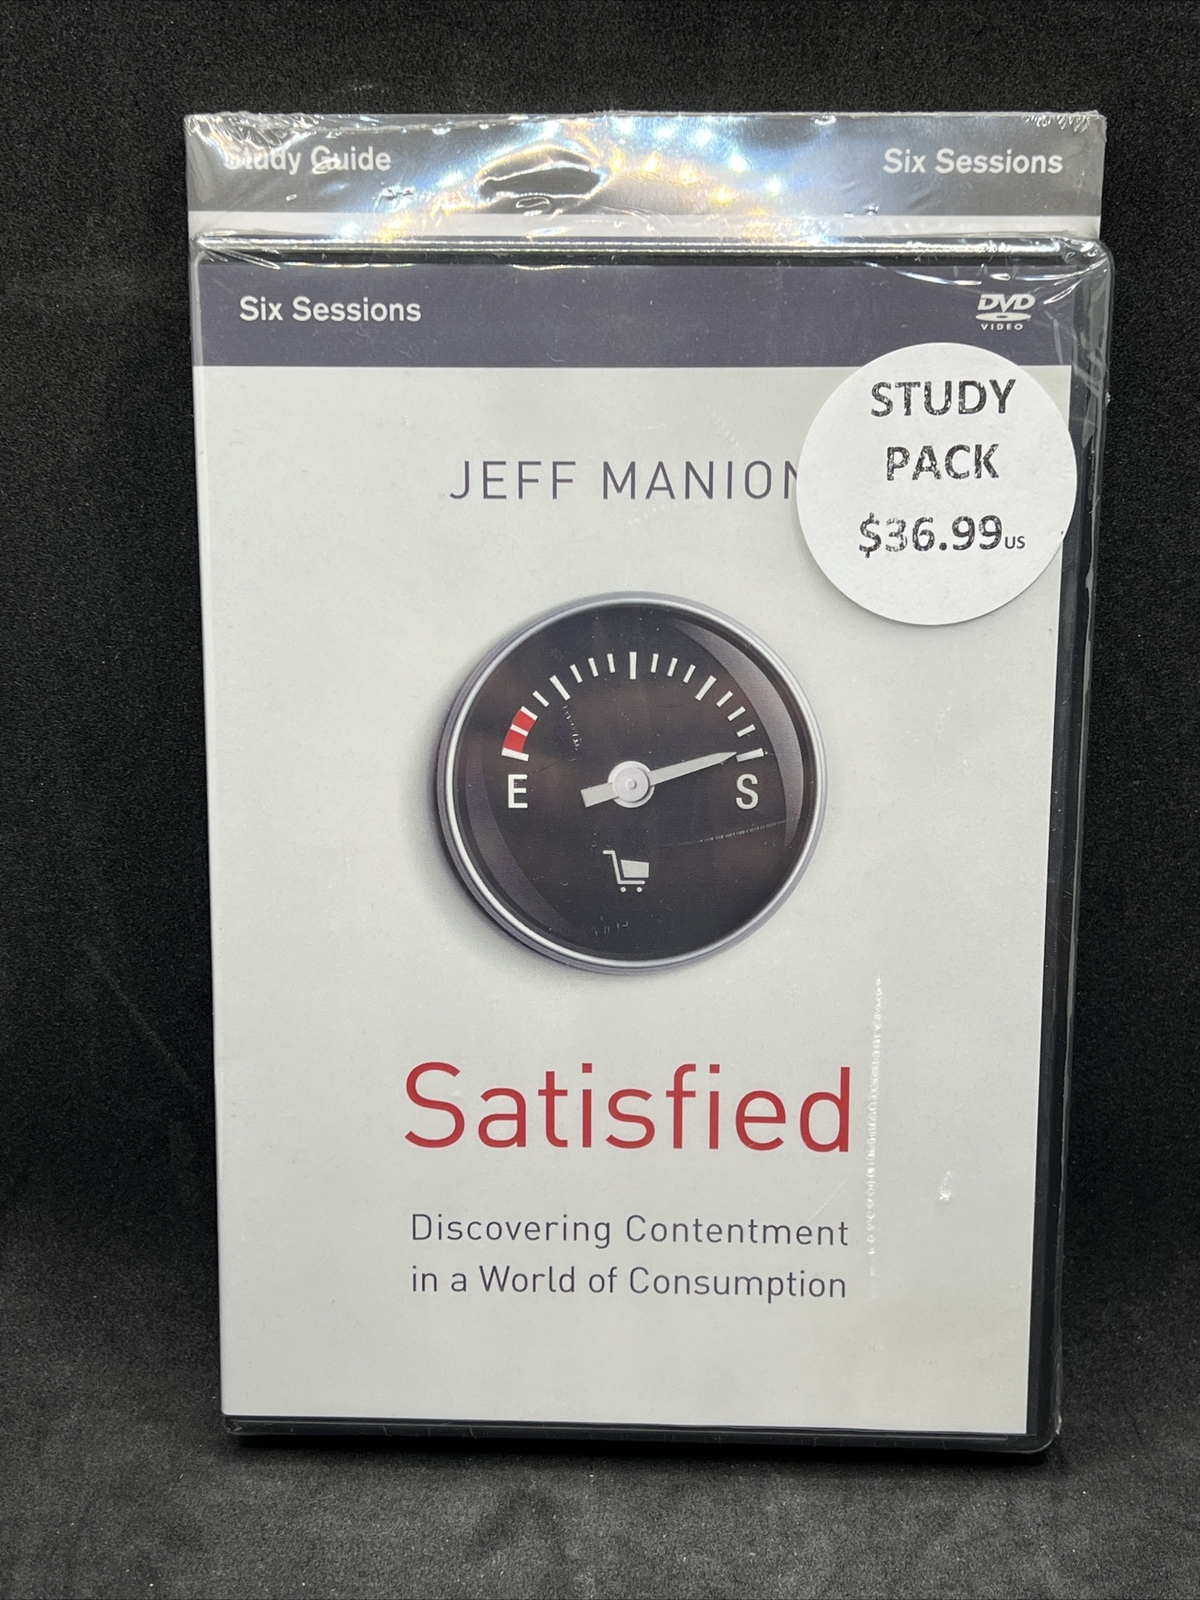 Study Guide
Six Sessions
Six Sessions
DVD
VIDEO
STUDY
PACK
$36.99US
JEFF MANION
E
S
Satisfied
Discovering Contentment
in a World of Consumption